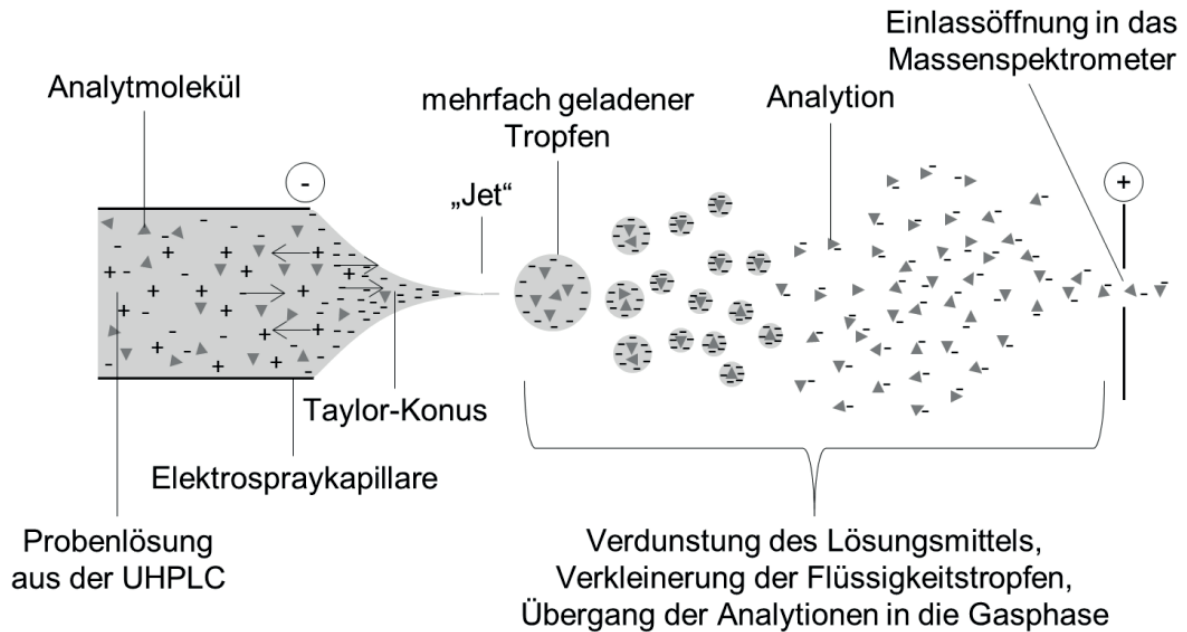 Einlassöffnung in das
Massenspektrometer
Analytmolekül
mehrfach geladener
Tropfen
Analytion
„Jet“
-
+
Taylor-Konus
Elektrospraykapillare
Probenlösung
aus der UHPLC
Verdunstung des Lösungsmittels,
Verkleinerung der Flüssigkeitstropfen,
Übergang der Analytionen in die Gasphase